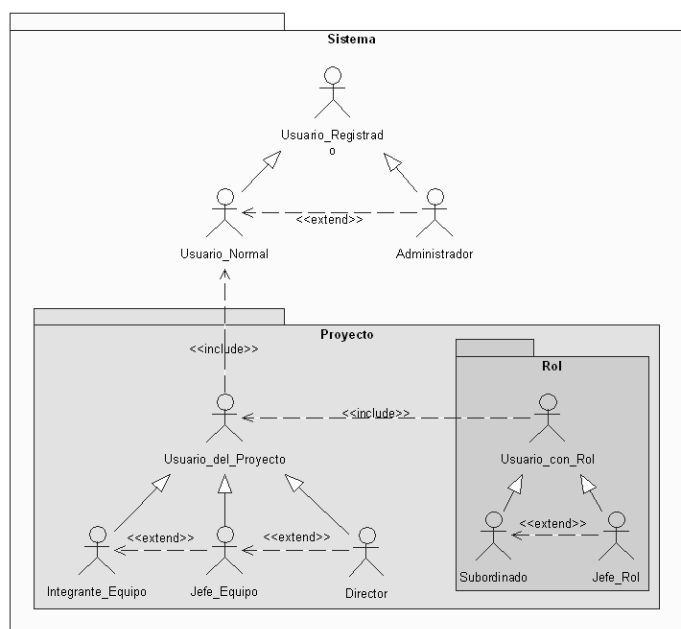 Sistema
Usuario_Registrad
o
<<extend>>
Usuario_Normal
Administrador
Proyecto
<<include>>
Rol
<<include>>
Usuario_del_Proyecto
Usuario_con_Rol
<<extend>>
<<extend>>
<<extend>>
Integrante_Equipo
Jefe_Equipo
Director
Subordinado
Jefe_Rol